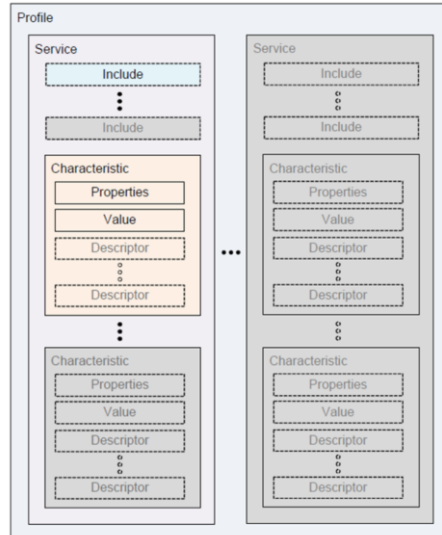 Profile
Service
Include
Include
Characteristic
Properties
Value
Descriptor
Descriptor
Characteristic
Properties
Value
Descriptor
Descriptor
Service
Include
Include
Characteristic
Properties
Value
Descriptor
Descriptor
Characteristic
Properties
Value
Descriptor
Descriptor